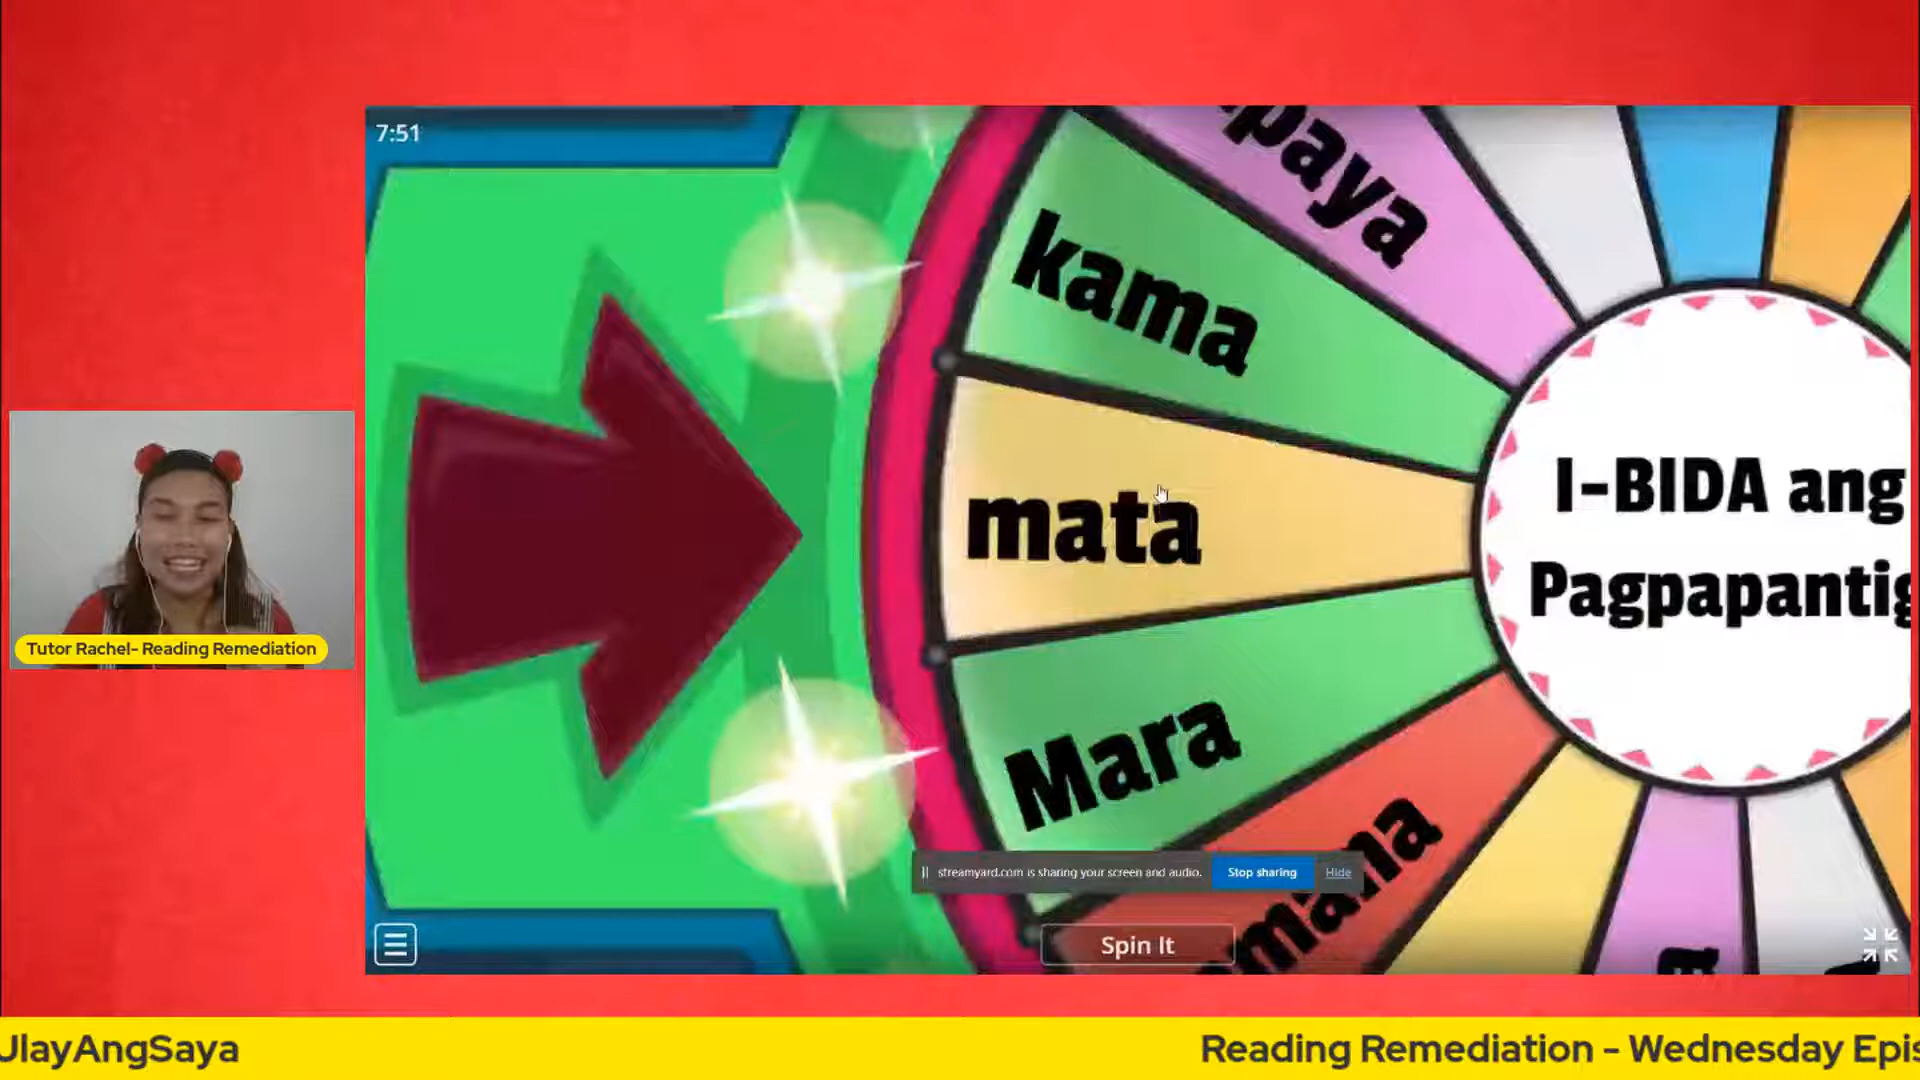 7:51
paya
kama
mata
Mara
I-BIDA ang
Pagpapantig
streamyard.com is sharing your screen and audio.
Stop sharing
Hide
Spin It
Tutor Rachel- Reading Remediation
UlayAngSaya
Reading Remediation - Wednesday Epis